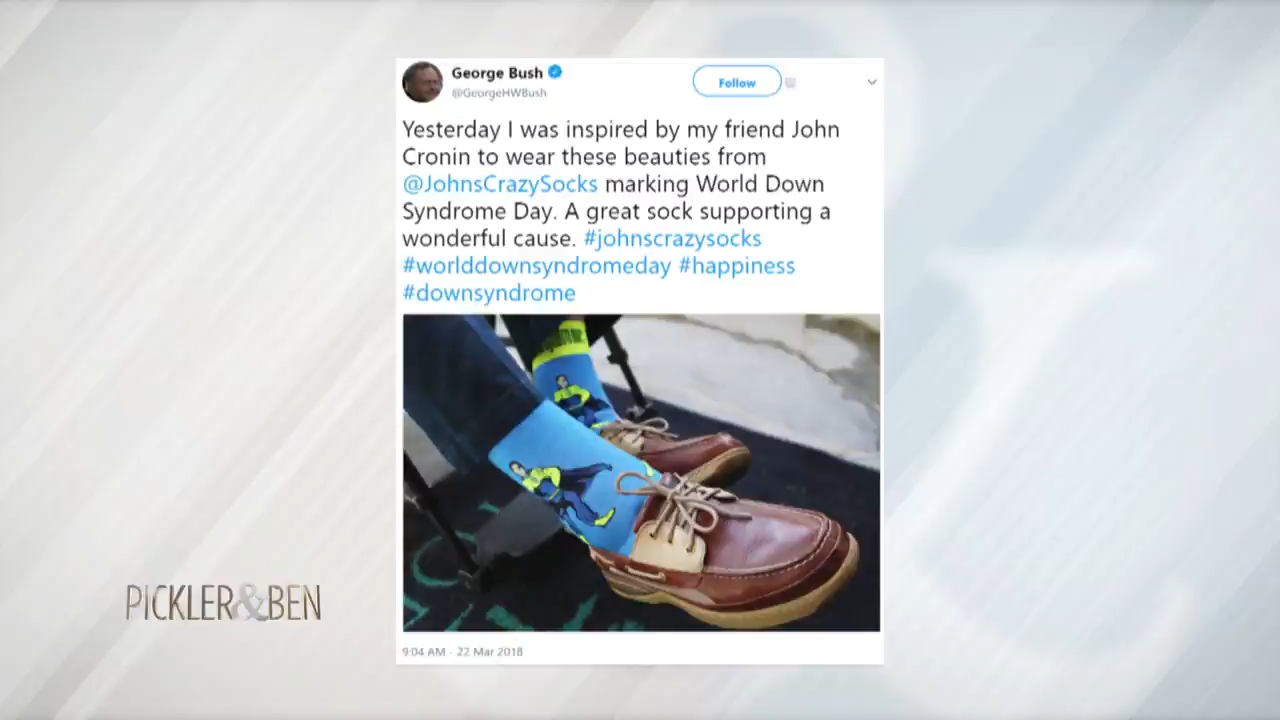 George Bush
@GeorgeHWBush
Follow
Yesterday I was inspired by my friend John
Cronin to wear these beauties from
@JohnsCrazySocks marking World Down
Syndrome Day. A great sock supporting a
wonderful cause. #johnscrazysocks
#worlddownsyndromeday #happiness
#downsyndrome
PICKLER&BEN
9:04 AM - 22 Mar 2018